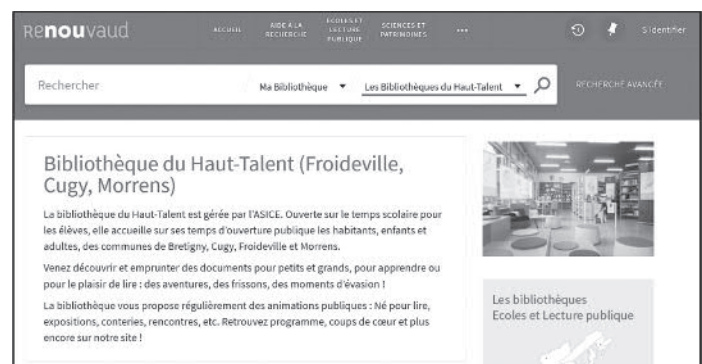 Renouvaud
ACCUEIL
AIDE À LA
RECHERCHE
ECOLES ET
LECTURE
PUBLIQUE
SCIENCES ET
PATRIMOINES
...
S'identifier
Rechercher
Ma Bibliothèque
Les Bibliothèques du Haut-Talent
RECHERCHE AVANCÉE
Bibliothèque du Haut-Talent (Froideville,
Cugy, Morrens)
La bibliothèque du Haut-Talent est gérée par l'ASICE. Ouverte sur le temps scolaire pour
les élèves, elle accueille sur ses temps d'ouverture publique les habitants, enfants et
adultes, des communes de Bretigny, Cugy, Froideville et Morrens.
Venez découvrir et emprunter des documents pour petits et grands, pour apprendre ou
pour le plaisir de lire : des aventures, des frissons, des moments d'évasion !
La bibliothèque vous propose régulièrement des animations publiques : Né pour lire,
expositions, conteries, rencontres, etc. Retrouvez programme, coups de cœur et plus
encore sur notre site !
Les bibliothèques
Ecoles et Lecture publique